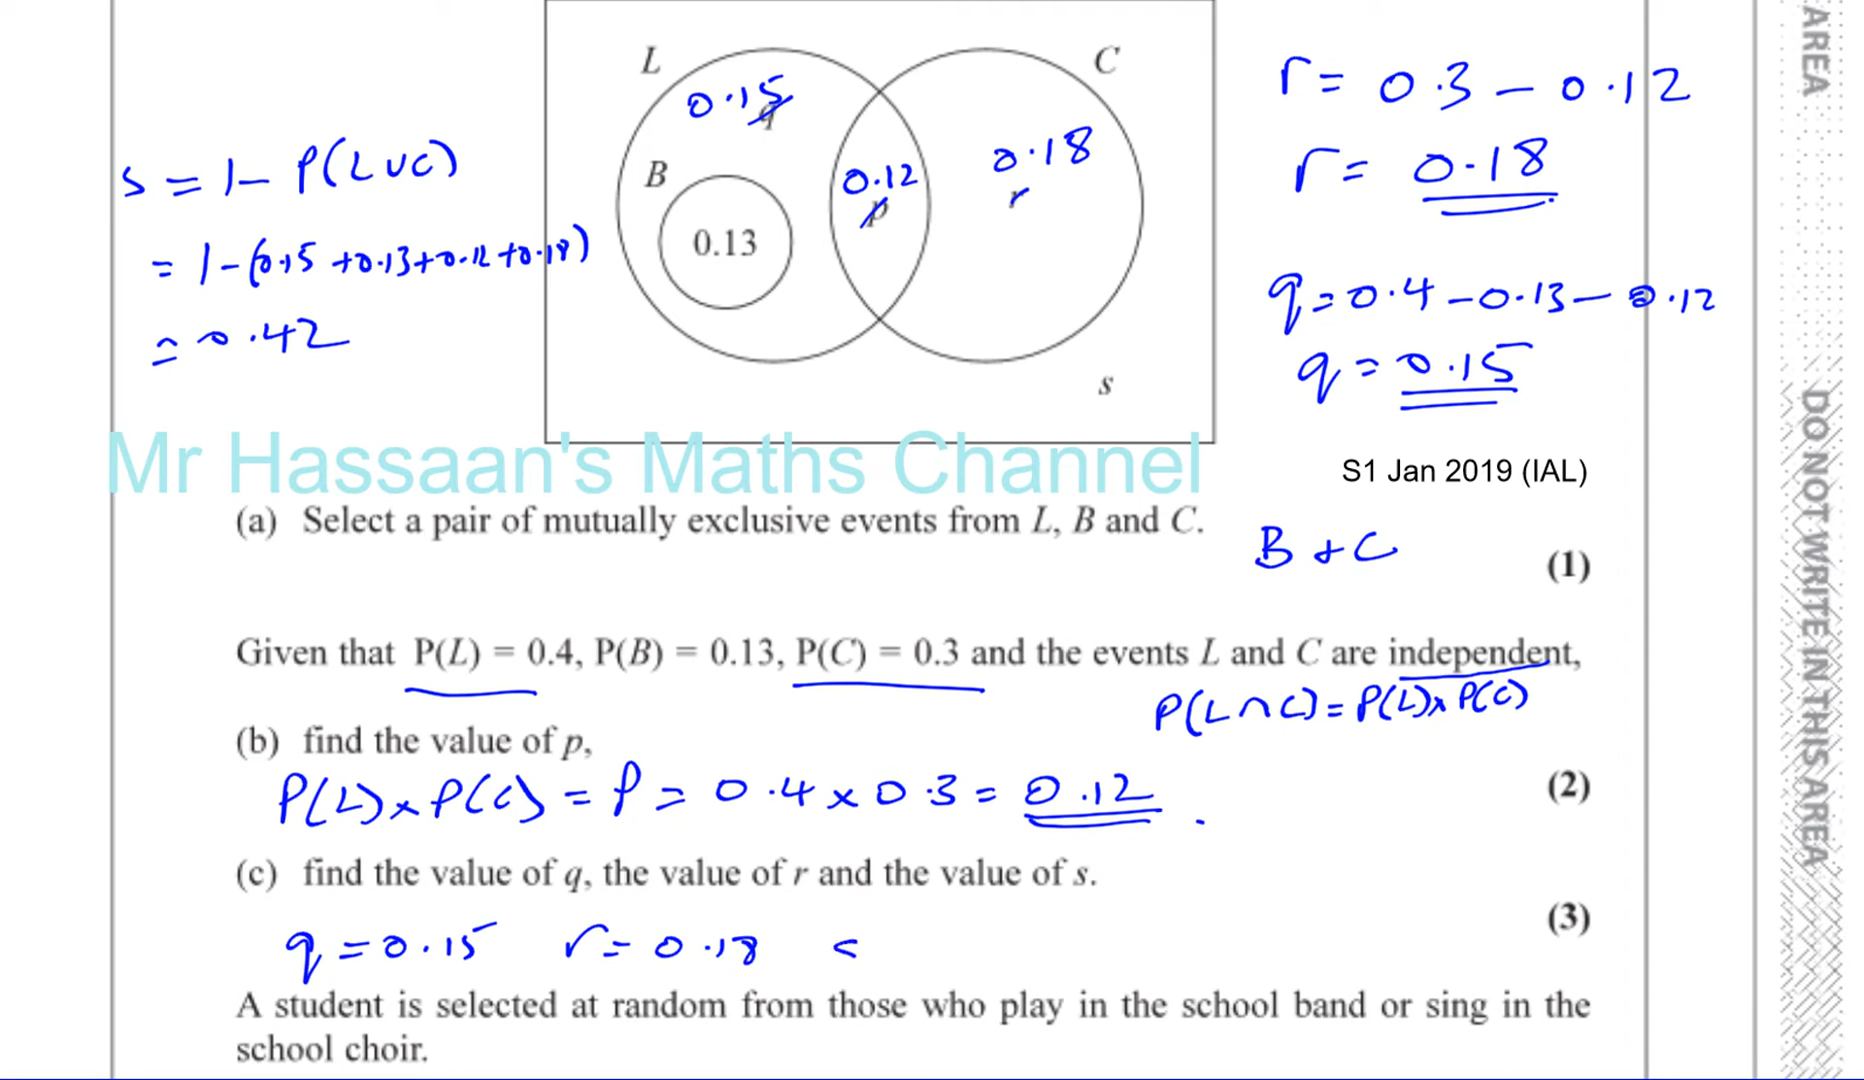 L
C
0.15
q
B
0.13
0.12
p
0.18
r
s
s = 1 - P(L∪C)
= 1 - (0.15 + 0.13 + 0.12 + 0.18)
= 0.42
r = 0.3 - 0.12
r = 0.18
q = 0.4 - 0.13 - 0.12
q = 0.15
Mr Hassaan's Maths Channel
S1 Jan 2019 (IAL)
(a) Select a pair of mutually exclusive events from L, B and C.
B + C
(1)
Given that P(L) = 0.4, P(B) = 0.13, P(C) = 0.3 and the events L and C are independent,
P(L∩C) = P(L) x P(C)
(b) find the value of p,
P(L) x P(C) = P = 0.4 x 0.3 = 0.12
(2)
(c) find the value of q, the value of r and the value of s.
(3)
q = 0.15 r = 0.18 s
A student is selected at random from those who play in the school band or sing in the
school choir.
AREA
DO NOT WRITE IN THIS AREA